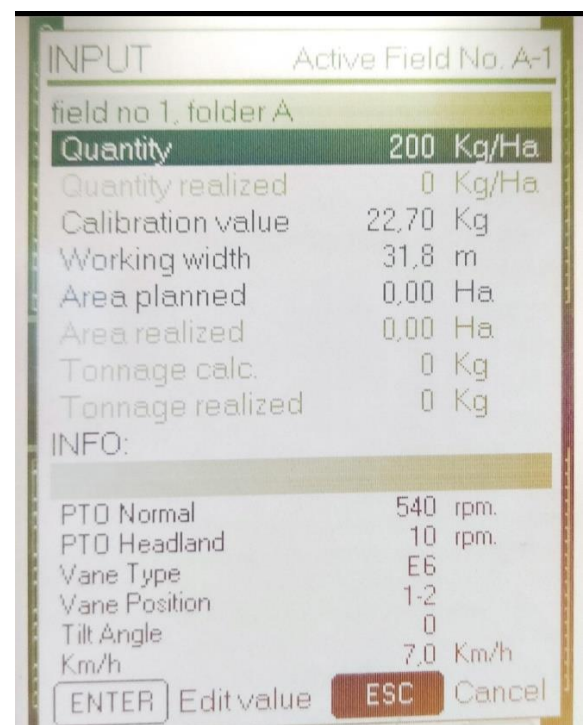 INPUT Active Field No. A-1
field no 1, folder A
Quantity 200 Kg/Ha
Quantity realized 0 Kg/Ha
Calibration value 22,70 Kg
Working width 31,8 m
Area planned 0,00 Ha
Area realized 0,00 Ha
Tonnage calc. 0 Kg
Tonnage realized 0 Kg
INFO:
PTO Normal 540 rpm.
PTO Headland 10 rpm.
Vane Type E6
Vane Position 1-2
Tilt Angle 0
Km/h 7,0 Km/h
ENTER Edit value ESC Cancel